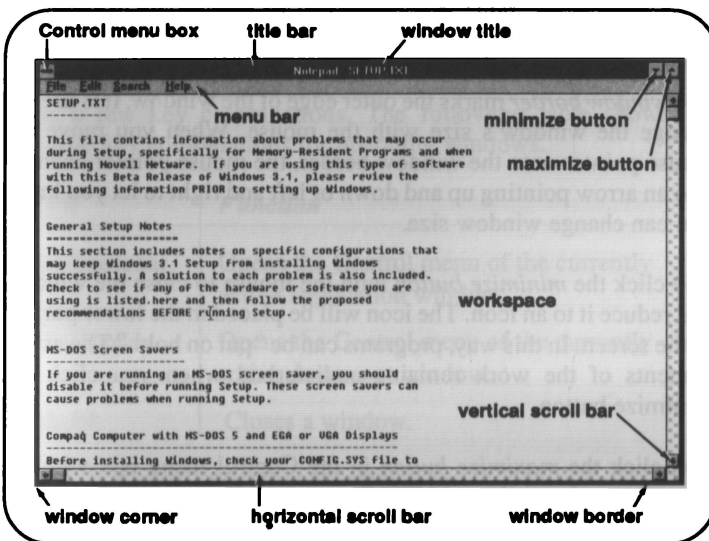 Control menu box title bar window title
Notepad - SETUP.TXT
File Edit Search Help
menu bar
minimize button
maximize button
SETUP.TXT
----------
This file contains information about problems that may occur
during Setup, specifically for Memory-Resident Programs and when
running Novell Netware. If you are using this type of software
with this Beta Release of Windows 3.1, please review the
following information PRIOR to setting up Windows.
General Setup Notes
-------------------
This section includes notes on specific configurations that
may keep Windows 3.1 Setup from installing Windows
successfully. A solution to each problem is also included.
Check to see if any of the hardware or software you are
using is listed here and then follow the proposed
recommendation BEFORE running Setup.
workspace
MS-DOS Screen Savers
--------------------
If you are running an MS-DOS screen saver, you should
disable it before running Setup. These screen savers can
cause problems when running Setup.
vertical scroll bar
Compaq Computer with MS-DOS 5 and EGA or VGA Displays
-----------------------------------------------------
Before installing Windows, check your CONFIG.SYS file to
window corner horizontal scroll bar window border